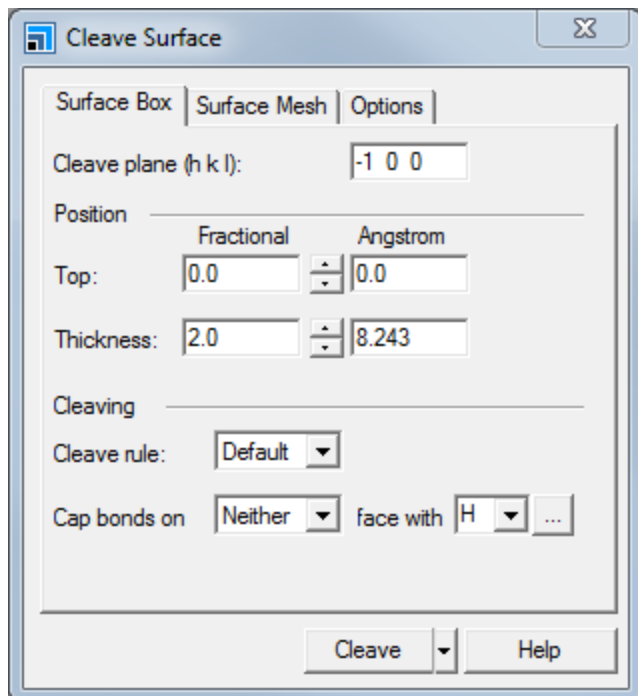 Cleave Surface
Surface Box Surface Mesh Options
Cleave plane (h k l): -1 0 0
Position
Fractional Angstrom
Top: 0.0 0.0
Thickness: 2.0 8.243
Cleaving
Cleave rule: Default
Cap bonds on Neither face with H ...
Cleave Help